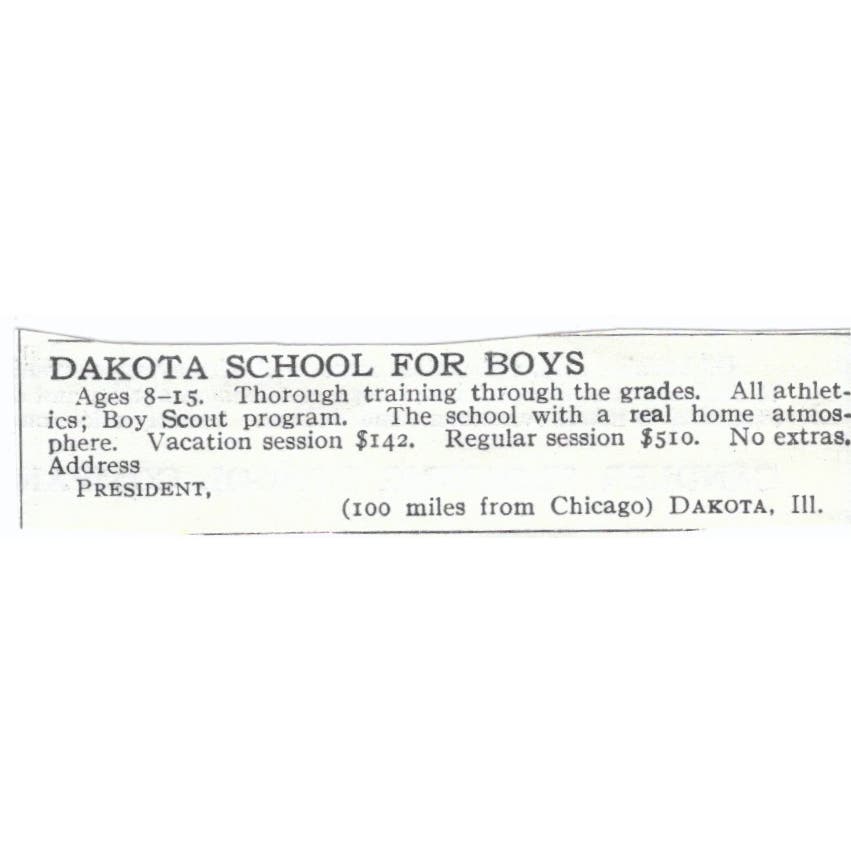 DAKOTA SCHOOL FOR BOYS
Ages 8-15. Thorough training through the grades. All athlet-
ics; Boy Scout program. The school with a real home atmos-
phere. Vacation session $142. Regular session $510. No extras.
Address
PRESIDENT,
(100 miles from Chicago) DAKOTA, Ill.